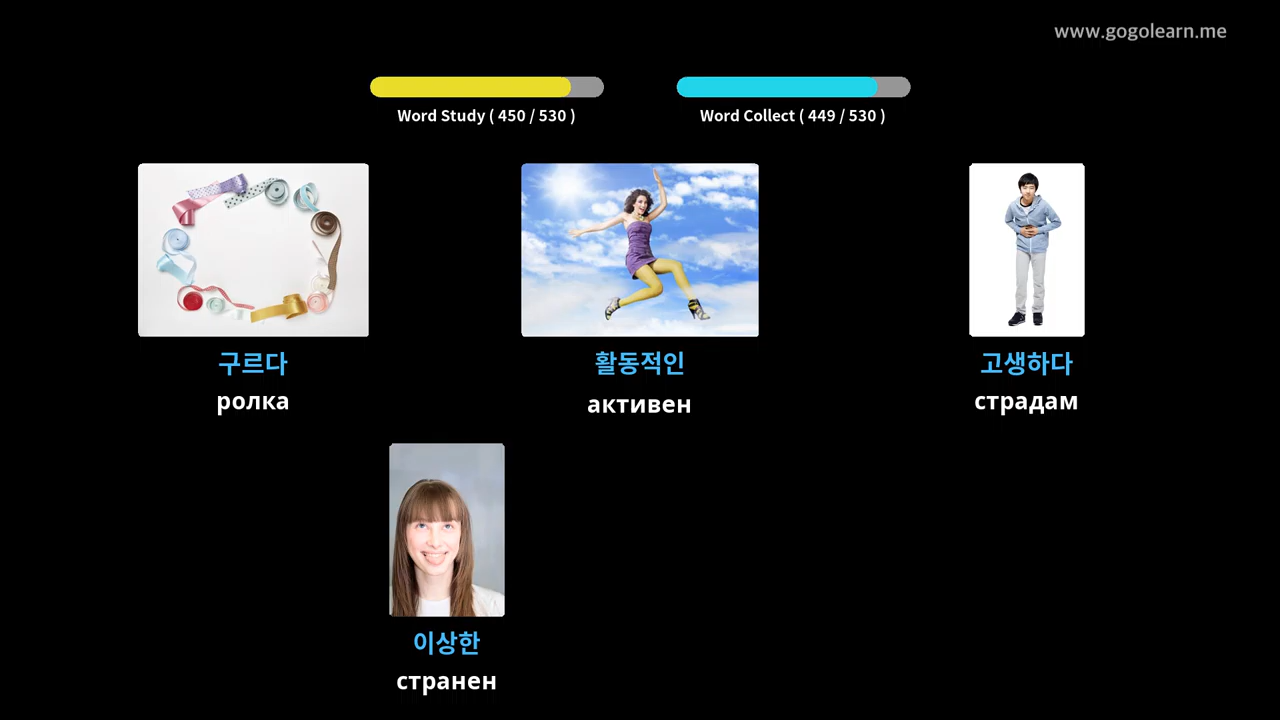 www.gogolearn.me
Word Study ( 450 / 530 )
Word Collect ( 449 / 530 )
구르다
ролка
활동적인
активен
고생하다
страдам
이상한
странен